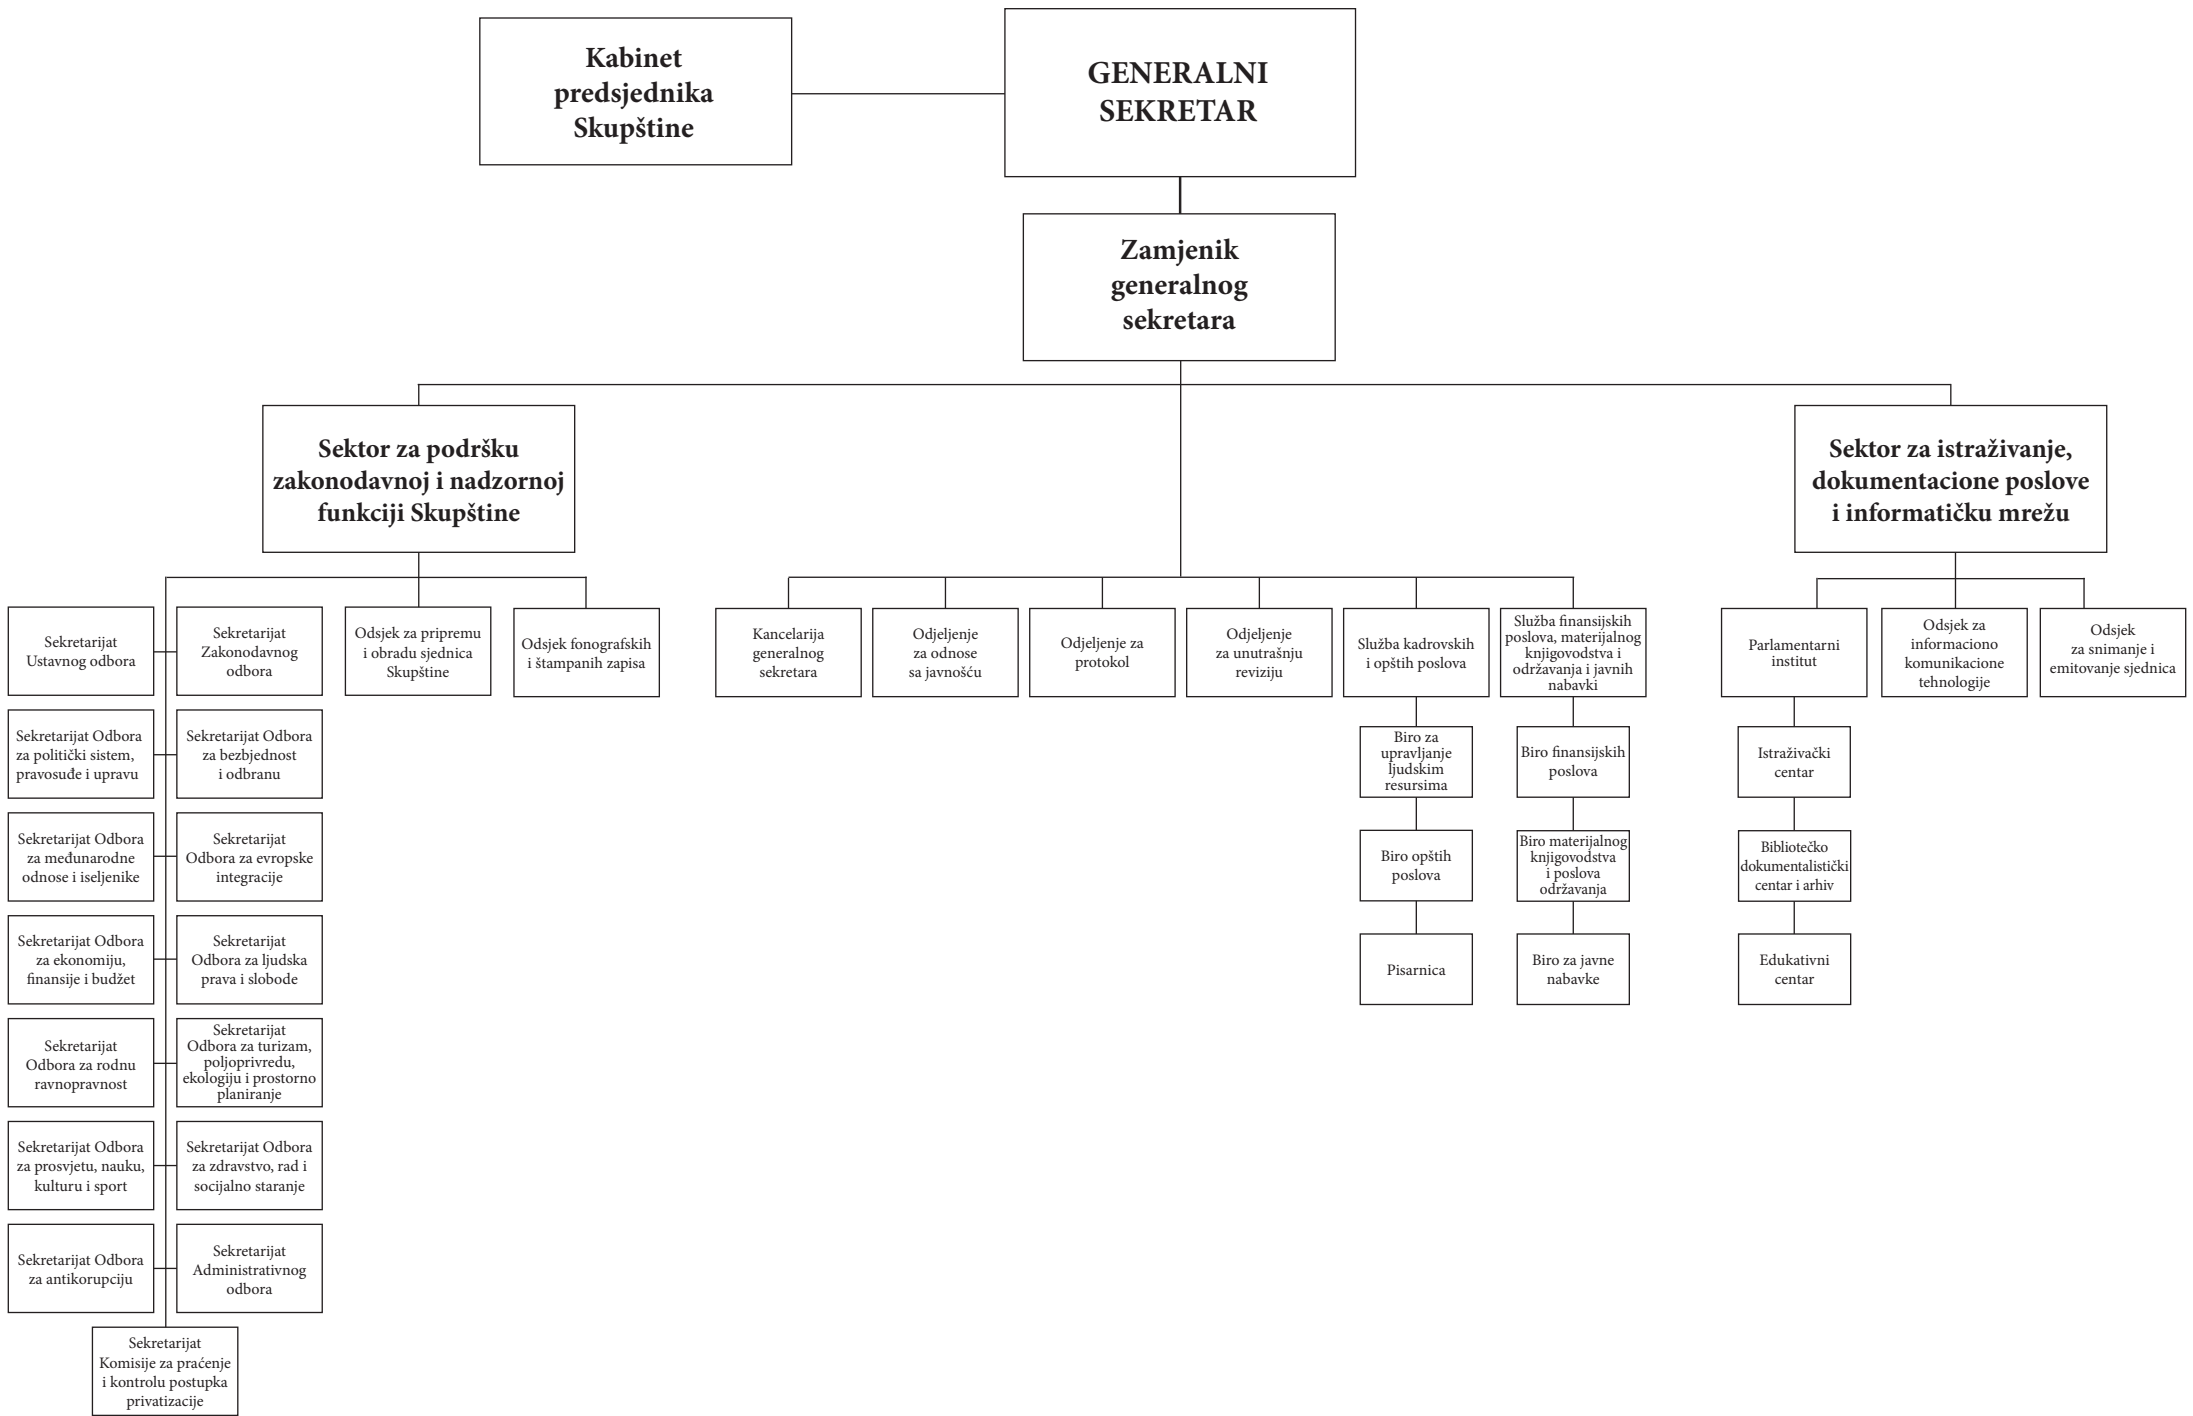 Kabinet
predsjednika
Skupštine
GENERALNI
SEKRETAR
Zamjenik
generalnog
sekretara
Sektor za podršku
zakonodavnoj i nadzornoj
funkciji Skupštine
Sektor za istraživanje,
dokumentacione poslove
i informatičku mrežu
Sekretarijat
Ustavnog odbora
Sekretarijat
Zakonodavnog
odbora
Odsjek za pripremu
i obradu sjednica
Skupštine
Odsjek fonografskih
i štampanih zapisa
Kancelarija
generalnog
sekretara
Odjeljenje
za odnose
sa javnošću
Odjeljenje za
protokol
Odjeljenje
za unutrašnju
reviziju
Služba kadrovskih
i opštih poslova
Služba finansijskih
poslova, materijalnog
knjigovodstva i
održavanja i javnih
nabavki
Parlamentarni
institut
Odsjek za
informaciono
komunikacione
tehnologije
Odsjek
za snimanje i
emitovanje sjednica
Sekretarijat Odbora
za politički sistem,
pravosuđe i upravu
Sekretarijat Odbora
za bezbjednost
i odbranu
Biro za
upravljanje
ljudskim
resursima
Biro finansijskih
poslova
Istraživački
centar
Sekretarijat Odbora
za međunarodne
odnose i iseljenike
Sekretarijat
Odbora za evropske
integracije
Biro opštih
poslova
Biro materijalnog
knjigovodstva
i poslova
održavanja
Bibliotečko
dokumentalistički
centar i arhiv
Sekretarijat Odbora
za ekonomiju,
finansije i budžet
Sekretarijat
Odbora za ljudska
prava i slobode
Pisarnica
Biro za javne
nabavke
Edukativni
centar
Sekretarijat
Odbora za rodnu
ravnopravnost
Sekretarijat
Odbora za turizam,
poljoprivredu,
ekologiju i prostorno
planiranje
Sekretarijat Odbora
za prosvjetu, nauku,
kulturu i sport
Sekretarijat Odbora
za zdravstvo, rad i
socijalno staranje
Sekretarijat Odbora
za antikorupciju
Sekretarijat
Administrativnog
odbora
Sekretarijat
Komisije za praćenje
i kontrolu postupka
privatizacije